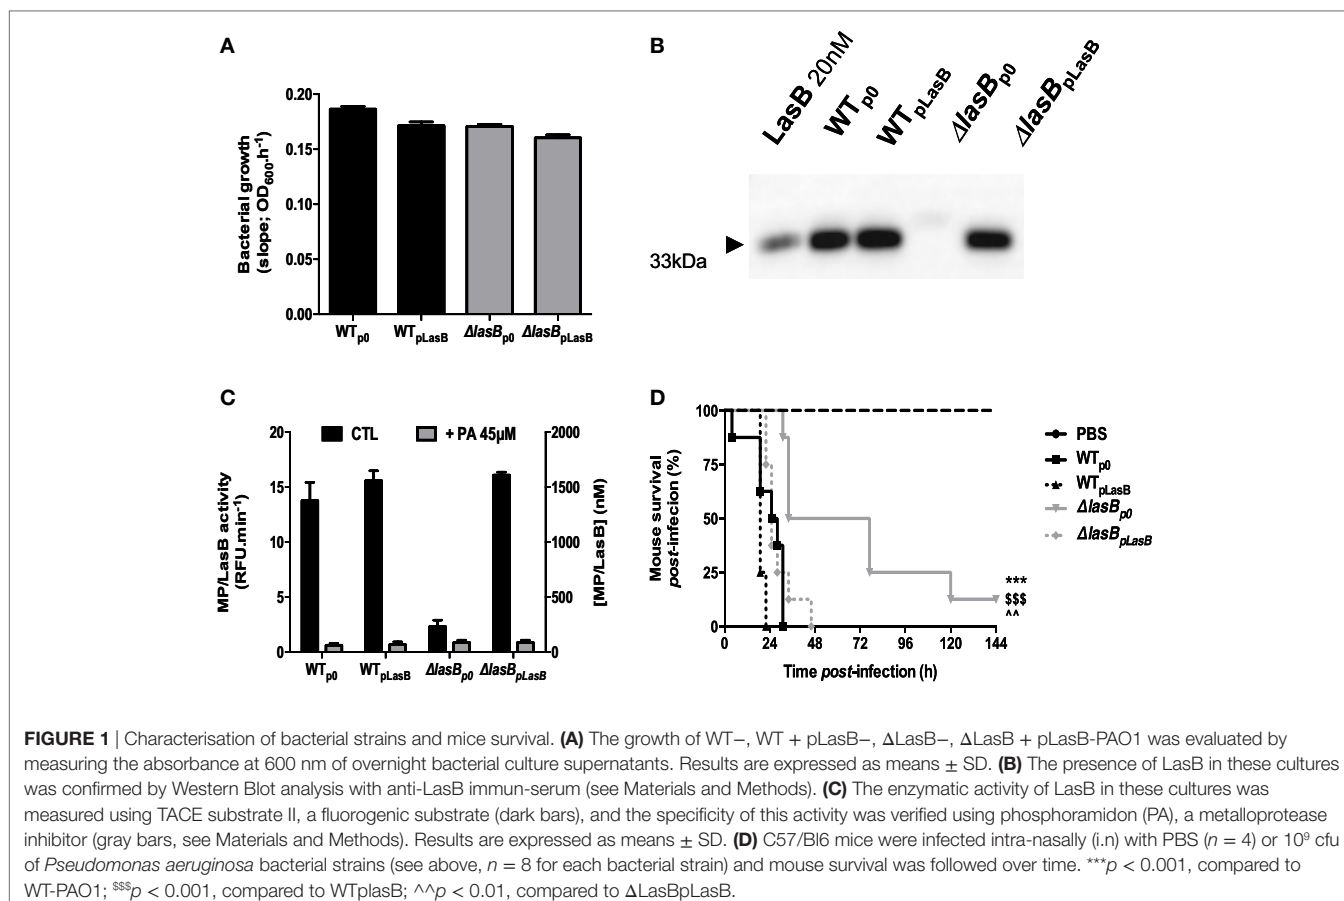 A
0.20
0.15
0.10
0.05
0.00
Bacterial growth
(slope; OD600.h-1)
WTp0
WTpLasB
ΔlasBp0
ΔlasBpLasB
B
LasB 20nM
WTp0
WTpLasB
ΔlasBp0
ΔlasBpLasB
33kDa
C
CTL
+ PA 45µM
20
15
10
5
0
MP/LasB activity
(RFU.min-1)
2000
1500
1000
500
0
[MP/LasB] (nM)
WTp0
WTpLasB
ΔlasBp0
ΔlasBpLasB
D
100
75
50
25
0
Mouse survival
post-infecion (%)
0 24 48 72 96 120 144
Time post-infection (h)
***
$$$
^^
PBS
WTp0
WTpLasB
ΔlasBp0
ΔlasBpLasB
FIGURE 1 | Characterisation of bacterial strains and mice survival. (A) The growth of WT−, WT + pLasB−, ΔLasB−, ΔLasB + pLasB-PAO1 was evaluated by
measuring the absorbance at 600 nm of overnight bacterial culture supernatants. Results are expressed as means ± SD. (B) The presence of LasB in these cultures
was confirmed by Western Blot analysis with anti-LasB immun-serum (see Materials and Methods). (C) The enzymatic activity of LasB in these cultures was
measured using TACE substrate II, a fluorogenic substrate (dark bars), and the specificity of this activity was verified using phosphoramidon (PA), a metalloprotease
inhibitor (gray bars, see Materials and Methods). Results are expressed as means ± SD. (D) C57/Bl6 mice were infected intra-nasally (i.n) with PBS (n = 4) or 10⁹ cfu
of Pseudomonas aeruginosa bacterial strains (see above, n = 8 for each bacterial strain) and mouse survival was followed over time. ***p < 0.001, compared to
WT-PAO1; $$$p < 0.001, compared to WTplasB; ^^p < 0.01, compared to ΔLasBpLasB.